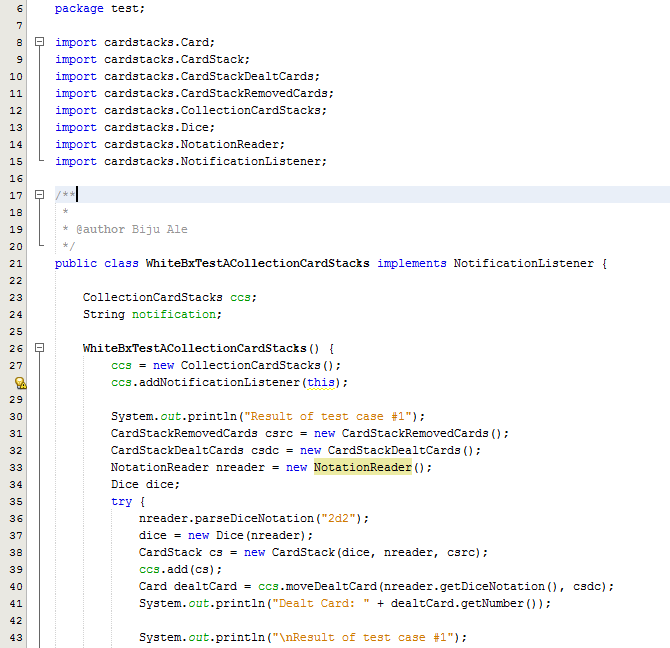 6 package test;
7
8 import cardstacks.Card;
9 import cardstacks.CardStack;
10 import cardstacks.CardStackDealtCards;
11 import cardstacks.CardStackRemovedCards;
12 import cardstacks.CollectionCardStacks;
13 import cardstacks.Dice;
14 import cardstacks.NotationReader;
15 import cardstacks.NotificationListener;
16
17 /**
18 *
19 * @author Biju Ale
20 */
21 public class WhiteBxTestACollectionCardStacks implements NotificationListener {
22
23 CollectionCardStacks ccs;
24 String notification;
25
26 WhiteBxTestACollectionCardStacks() {
27 ccs = new CollectionCardStacks();
ccs.addNotificationListener(this);
29
30 System.out.println("Result of test case #1");
31 CardStackRemovedCards csrc = new CardStackRemovedCards();
32 CardStackDealtCards csdc = new CardStackDealtCards();
33 NotationReader nreader = new NotationReader();
34 Dice dice;
35 try {
36 nreader.parseDiceNotation("2d2");
37 dice = new Dice(nreader);
38 CardStack cs = new CardStack(dice, nreader, csrc);
39 ccs.add(cs);
40 Card dealtCard = ccs.moveDealtCard(nreader.getDiceNotation(), csdc);
41 System.out.println("Dealt Card: " + dealtCard.getNumber());
42
43 System.out.println("\nResult of test case #1");